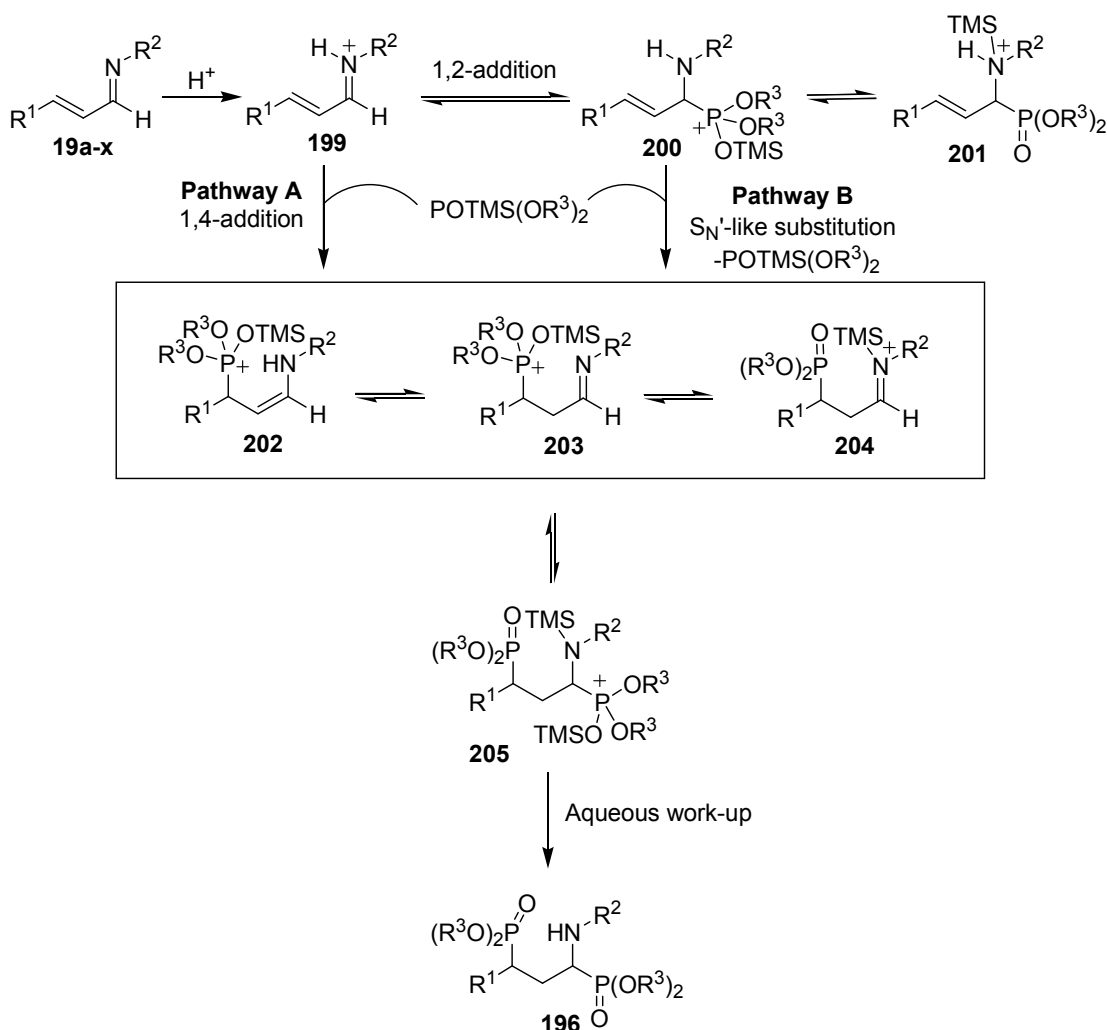 N R² H⁺ R¹ H 19a-x
H N⁺ R² R¹ H 199
1,2-addition
H N R² R¹ P⁺ OR³ OR³ OTMS 200
TMS H N⁺ R² R¹ P(OR³)₂ O 201
Pathway A
1,4-addition
POTMS(OR³)₂
Pathway B
S_N'-like substitution
-POTMS(OR³)₂
R³O R³O OTMS P⁺ HN R² R¹ H 202
R³O R³O OTMS P⁺ N R² R¹ H 203
O (R³O)₂P TMS N⁺ R² R¹ H 204
O (R³O)₂P TMS N R² R¹ P⁺ OR³ OR³ TMSO 205
Aqueous work-up
O (R³O)₂P HN R² R¹ P(OR³)₂ O 196